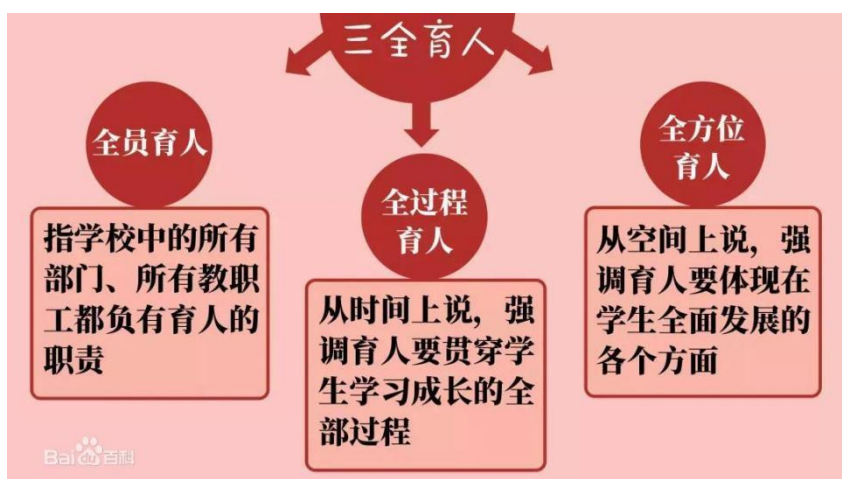 三全育人
全员育人
指学校中的所有
部门、所有教职
工都负有育人的
职责
全过程
育人
从时间上说，强
调育人要贯穿学
生学习成长的全
部过程
全方位
育人
从空间上说，强
调育人要体现在
学生全面发展的
各个方面
Bai du 百科